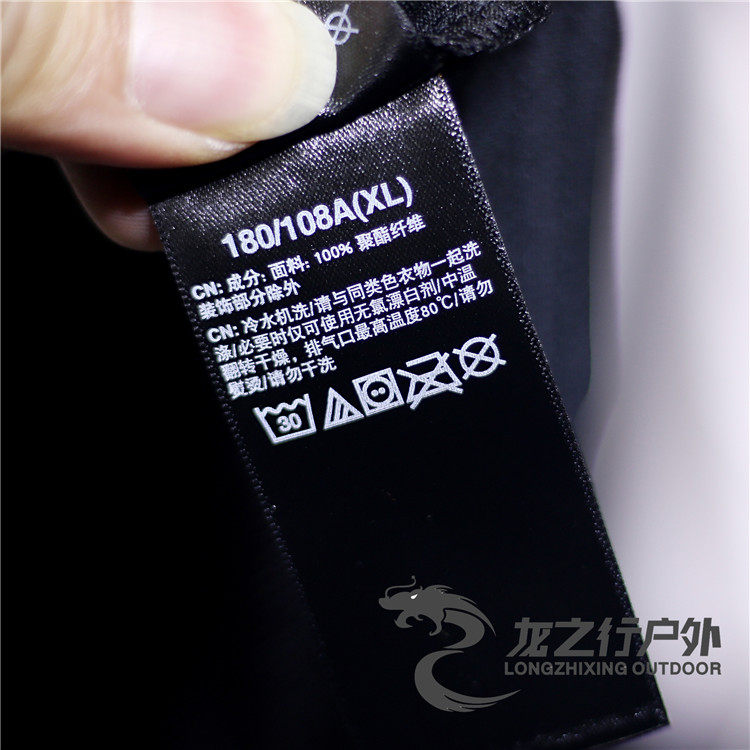 180/108A(XL)
CN: 成分: 面料: 100% 聚酯纤维
装饰部分除外
CN: 冷水机洗/请与同类色衣物一起洗
涤/必要时仅可使用无氯漂白剂/中温
翻转干燥，排气口最高温度80℃/请勿
熨烫/请勿干洗
30
龙之行户外
LONGZHIXING OUTDOOR